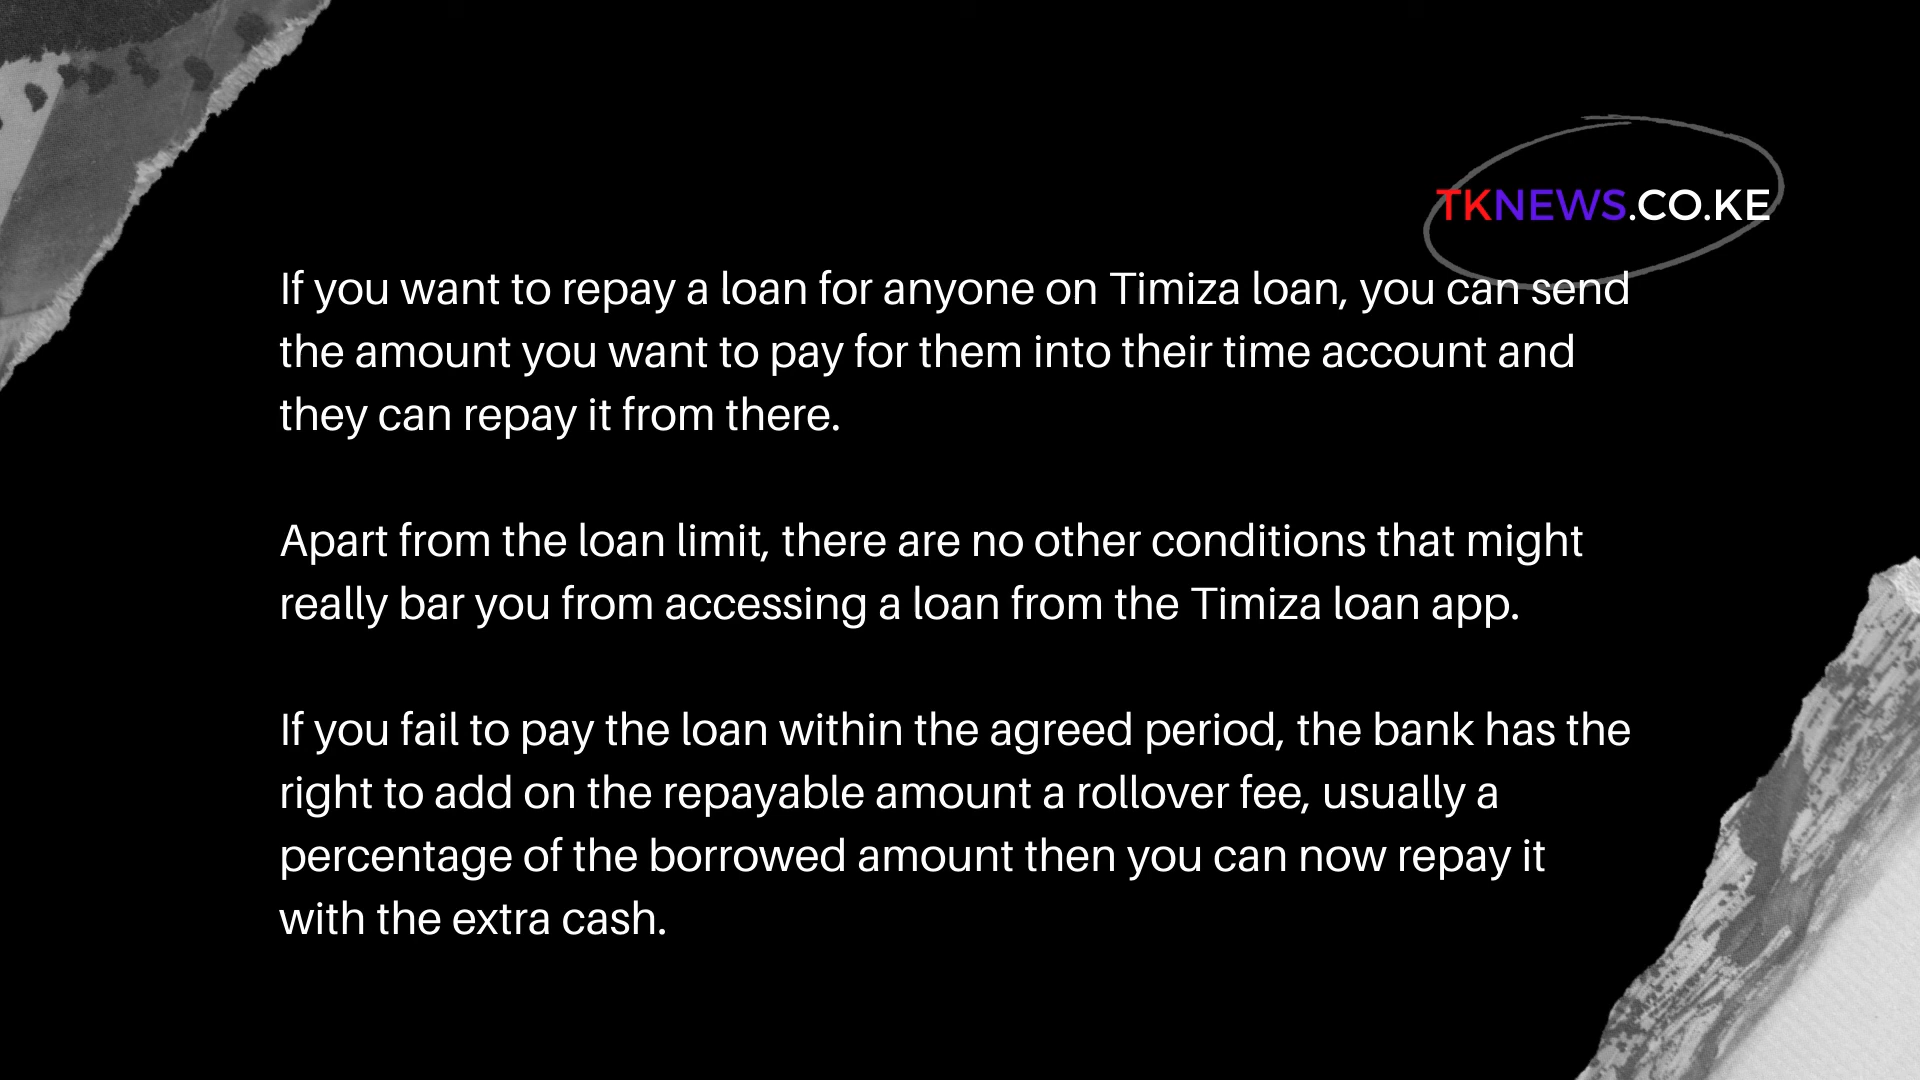 TKNEWS.CO.KE
If you want to repay a loan for anyone on Timiza loan, you can send
the amount you want to pay for them into their time account and
they can repay it from there.
Apart from the loan limit, there are no other conditions that might
really bar you from accessing a loan from the Timiza loan app.
If you fail to pay the loan within the agreed period, the bank has the
right to add on the repayable amount a rollover fee, usually a
percentage of the borrowed amount then you can now repay it
with the extra cash.